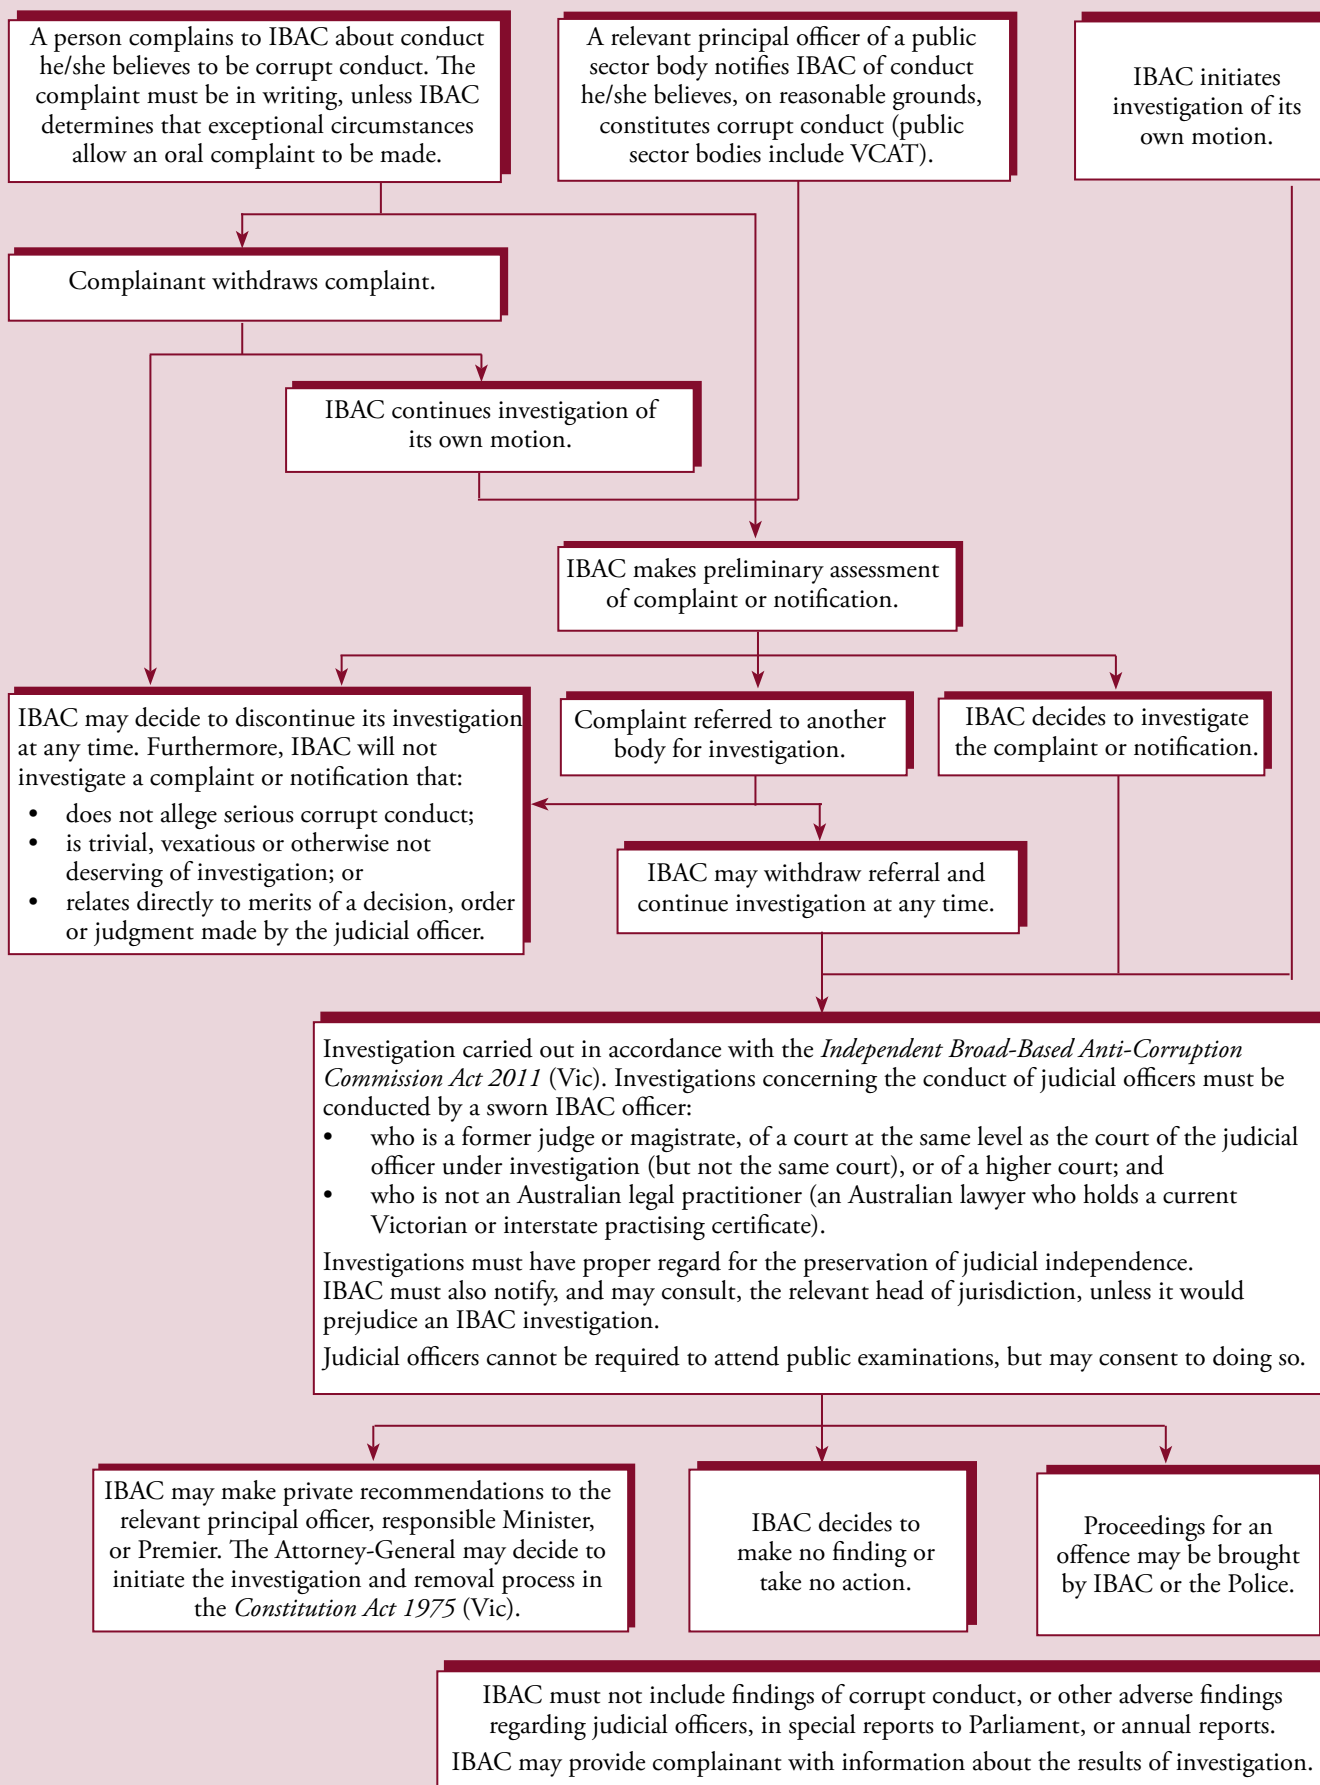 A person complains to IBAC about conduct
he/she believes to be corrupt conduct. The
complaint must be in writing, unless IBAC
determines that exceptional circumstances
allow an oral complaint to be made.
A relevant principal officer of a public
sector body notifies IBAC of conduct
he/she believes, on reasonable grounds,
constitutes corrupt conduct (public
sector bodies include VCAT).
IBAC initiates
investigation of its
own motion.
Complainant withdraws complaint.
IBAC continues investigation of
its own motion.
IBAC makes preliminary assessment
of complaint or notification.
IBAC may decide to discontinue its investigation
at any time. Furthermore, IBAC will not
investigate a complaint or notification that:
• does not allege serious corrupt conduct;
• is trivial, vexatious or otherwise not
deserving of investigation; or
• relates directly to merits of a decision, order
or judgment made by the judicial officer.
Complaint referred to another
body for investigation.
IBAC decides to investigate
the complaint or notification.
IBAC may withdraw referral and
continue investigation at any time.
Investigation carried out in accordance with the Independent Broad-Based Anti-Corruption
Commission Act 2011 (Vic). Investigations concerning the conduct of judicial officers must be
conducted by a sworn IBAC officer:
• who is a former judge or magistrate, of a court at the same level as the court of the judicial
officer under investigation (but not the same court), or of a higher court; and
• who is not an Australian legal practitioner (an Australian lawyer who holds a current
Victorian or interstate practising certificate).
Investigations must have proper regard for the preservation of judicial independence.
IBAC must also notify, and may consult, the relevant head of jurisdiction, unless it would
prejudice an IBAC investigation.
Judicial officers cannot be required to attend public examinations, but may consent to doing so.
IBAC may make private recommendations to the
relevant principal officer, responsible Minister,
or Premier. The Attorney-General may decide to
initiate the investigation and removal process in
the Constitution Act 1975 (Vic).
IBAC decides to
make no finding or
take no action.
Proceedings for an
offence may be brought
by IBAC or the Police.
IBAC must not include findings of corrupt conduct, or other adverse findings
regarding judicial officers, in special reports to Parliament, or annual reports.
IBAC may provide complainant with information about the results of investigation.